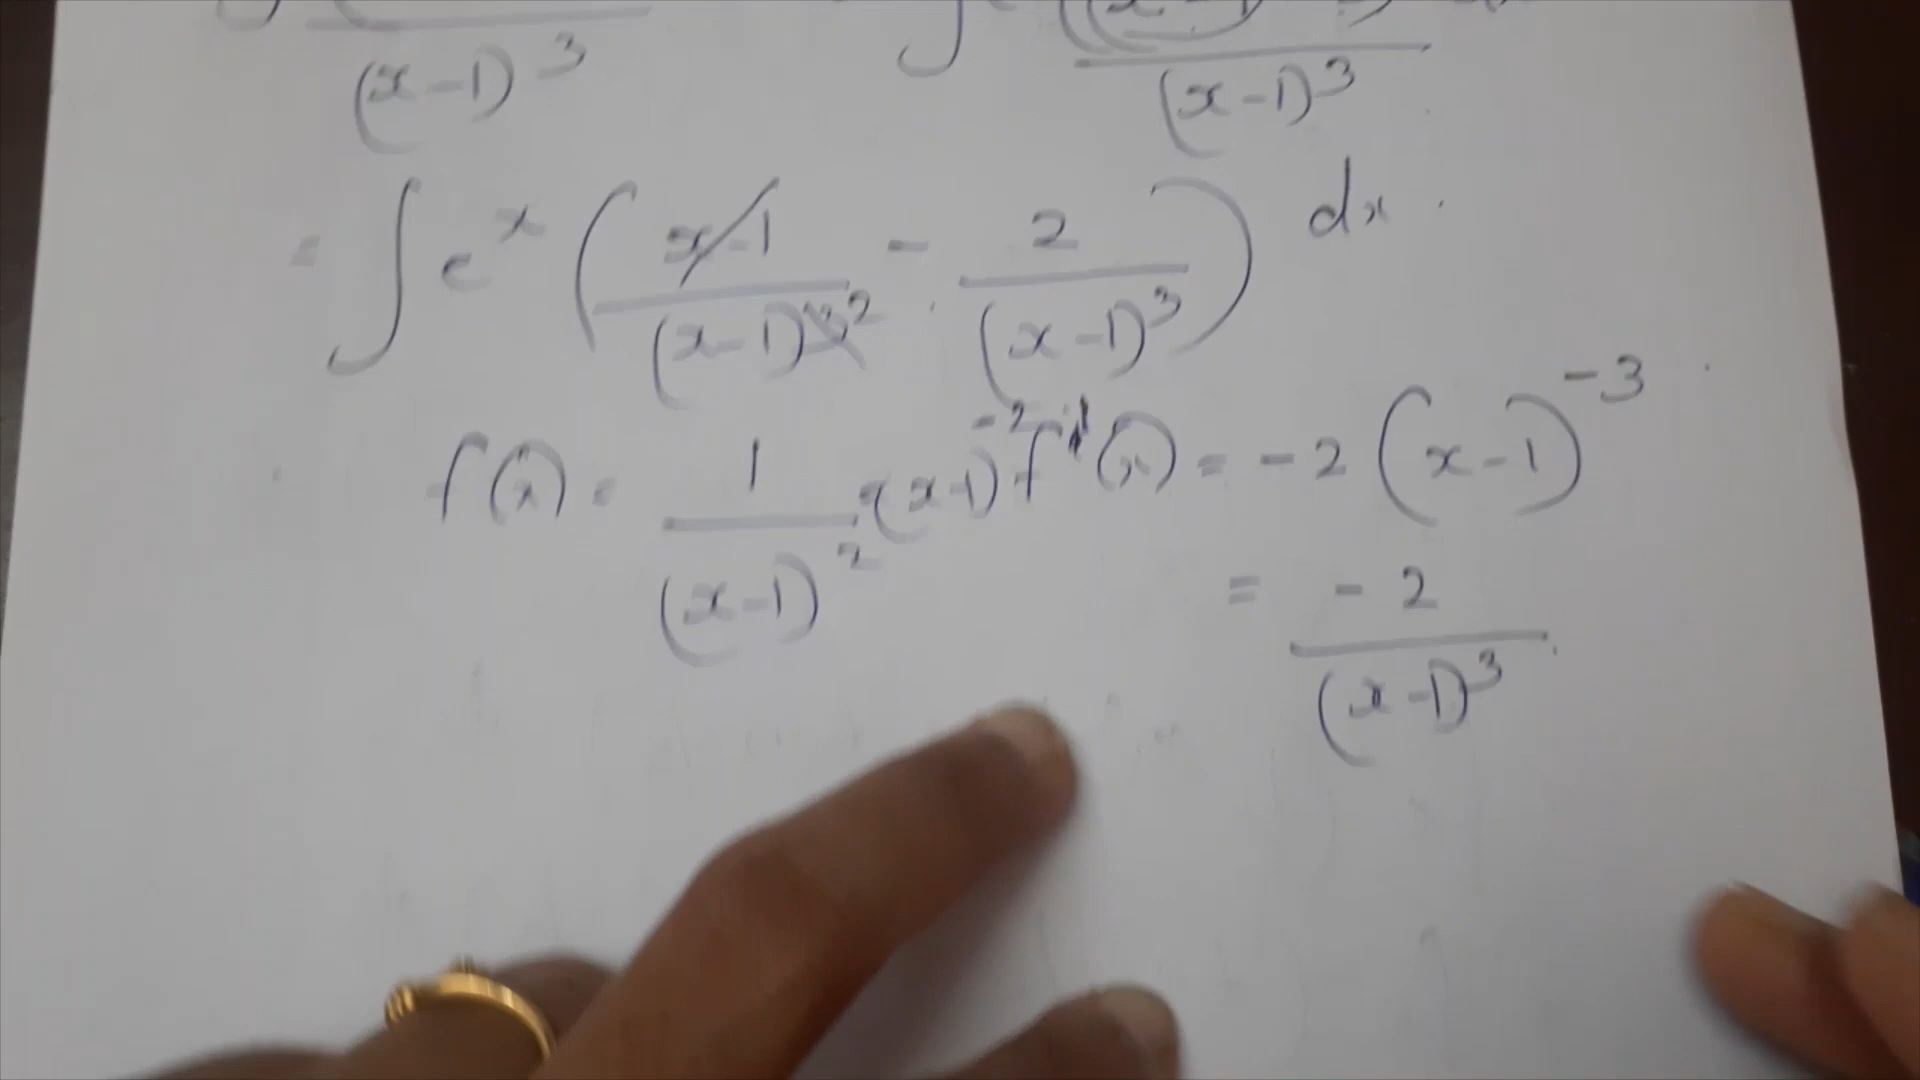 (x-1)^3 (x-1)^3
= ∫ e^x ( x-1/(x-1)^2 - 2/(x-1)^3 ) dx.
f(x) = 1/(x-1)^2 = (x-1)^-2 f'(x) = -2 (x-1)^-3
= -2/(x-1)^3.